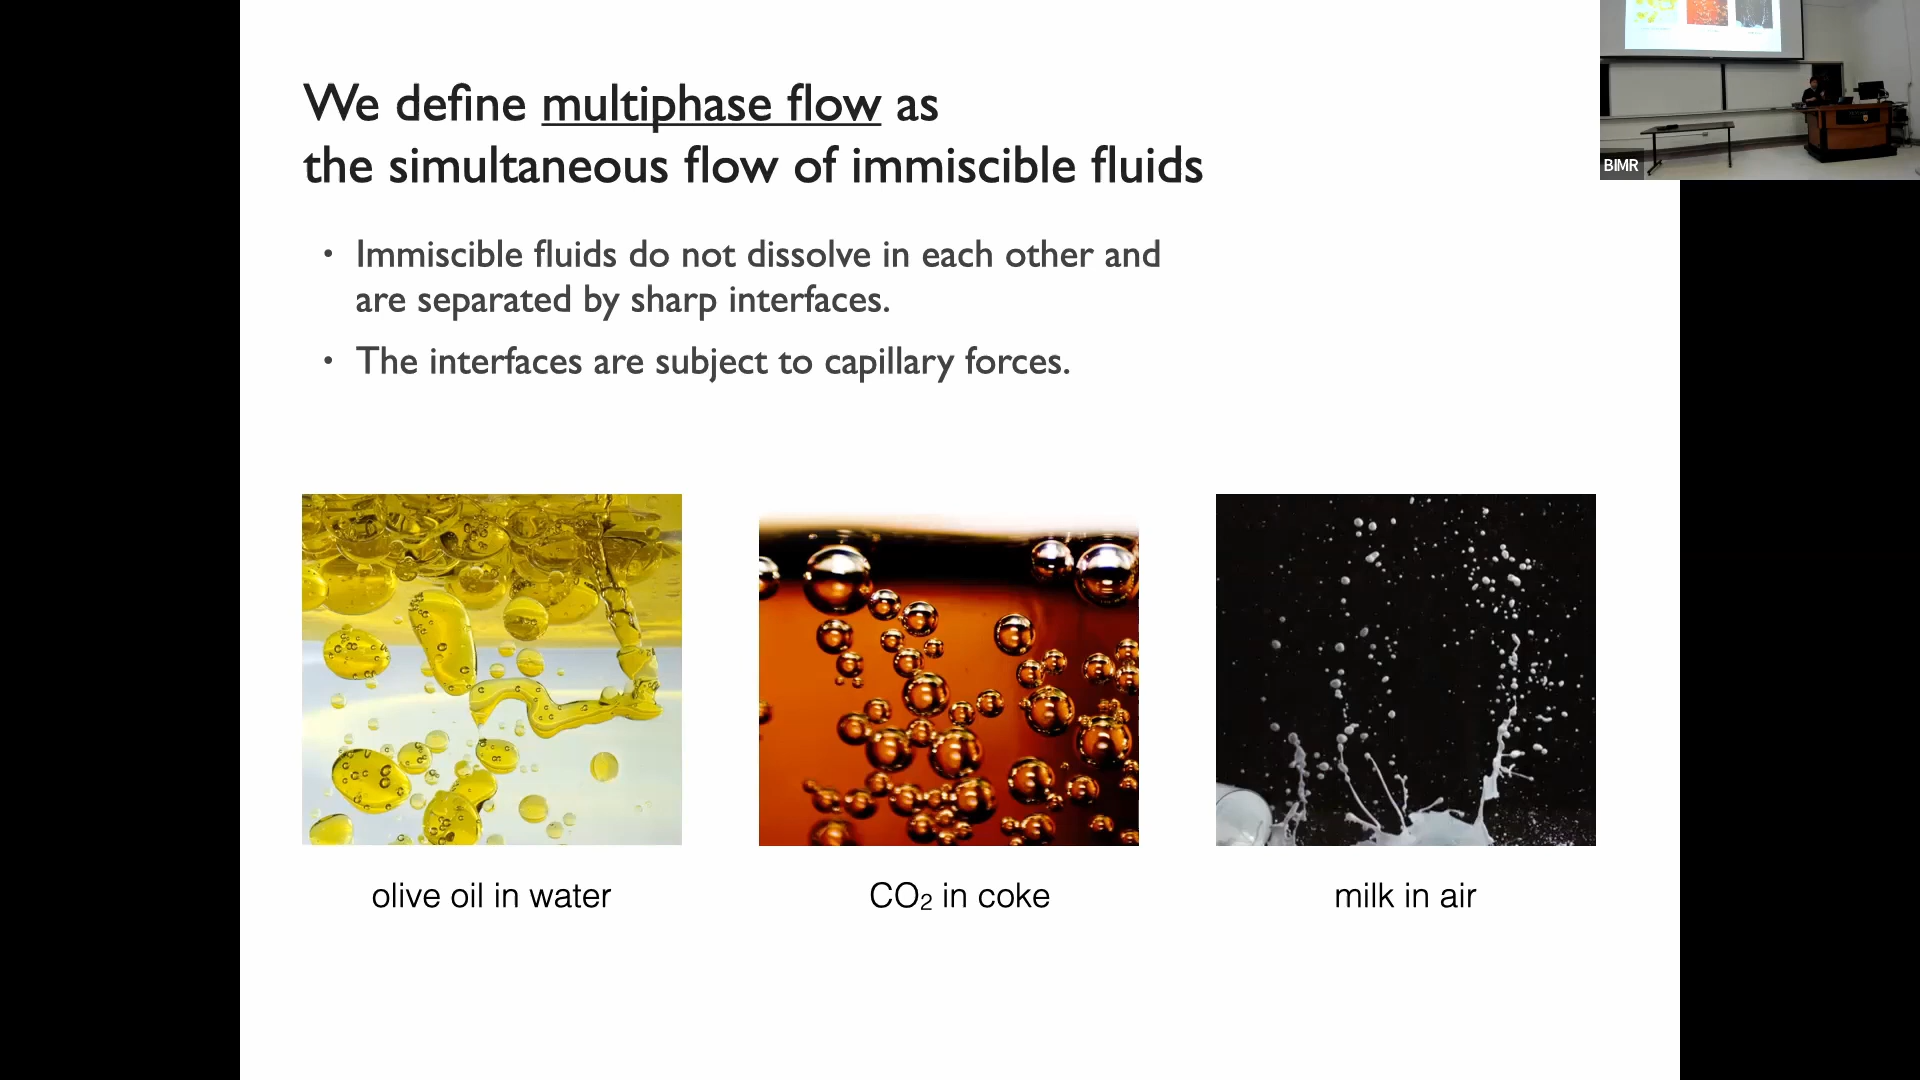 We define multiphase flow as
the simultaneous flow of immiscible fluids
• Immiscible fluids do not dissolve in each other and
are separated by sharp interfaces.
• The interfaces are subject to capillary forces.
olive oil in water
CO₂ in coke
milk in air
BIMR